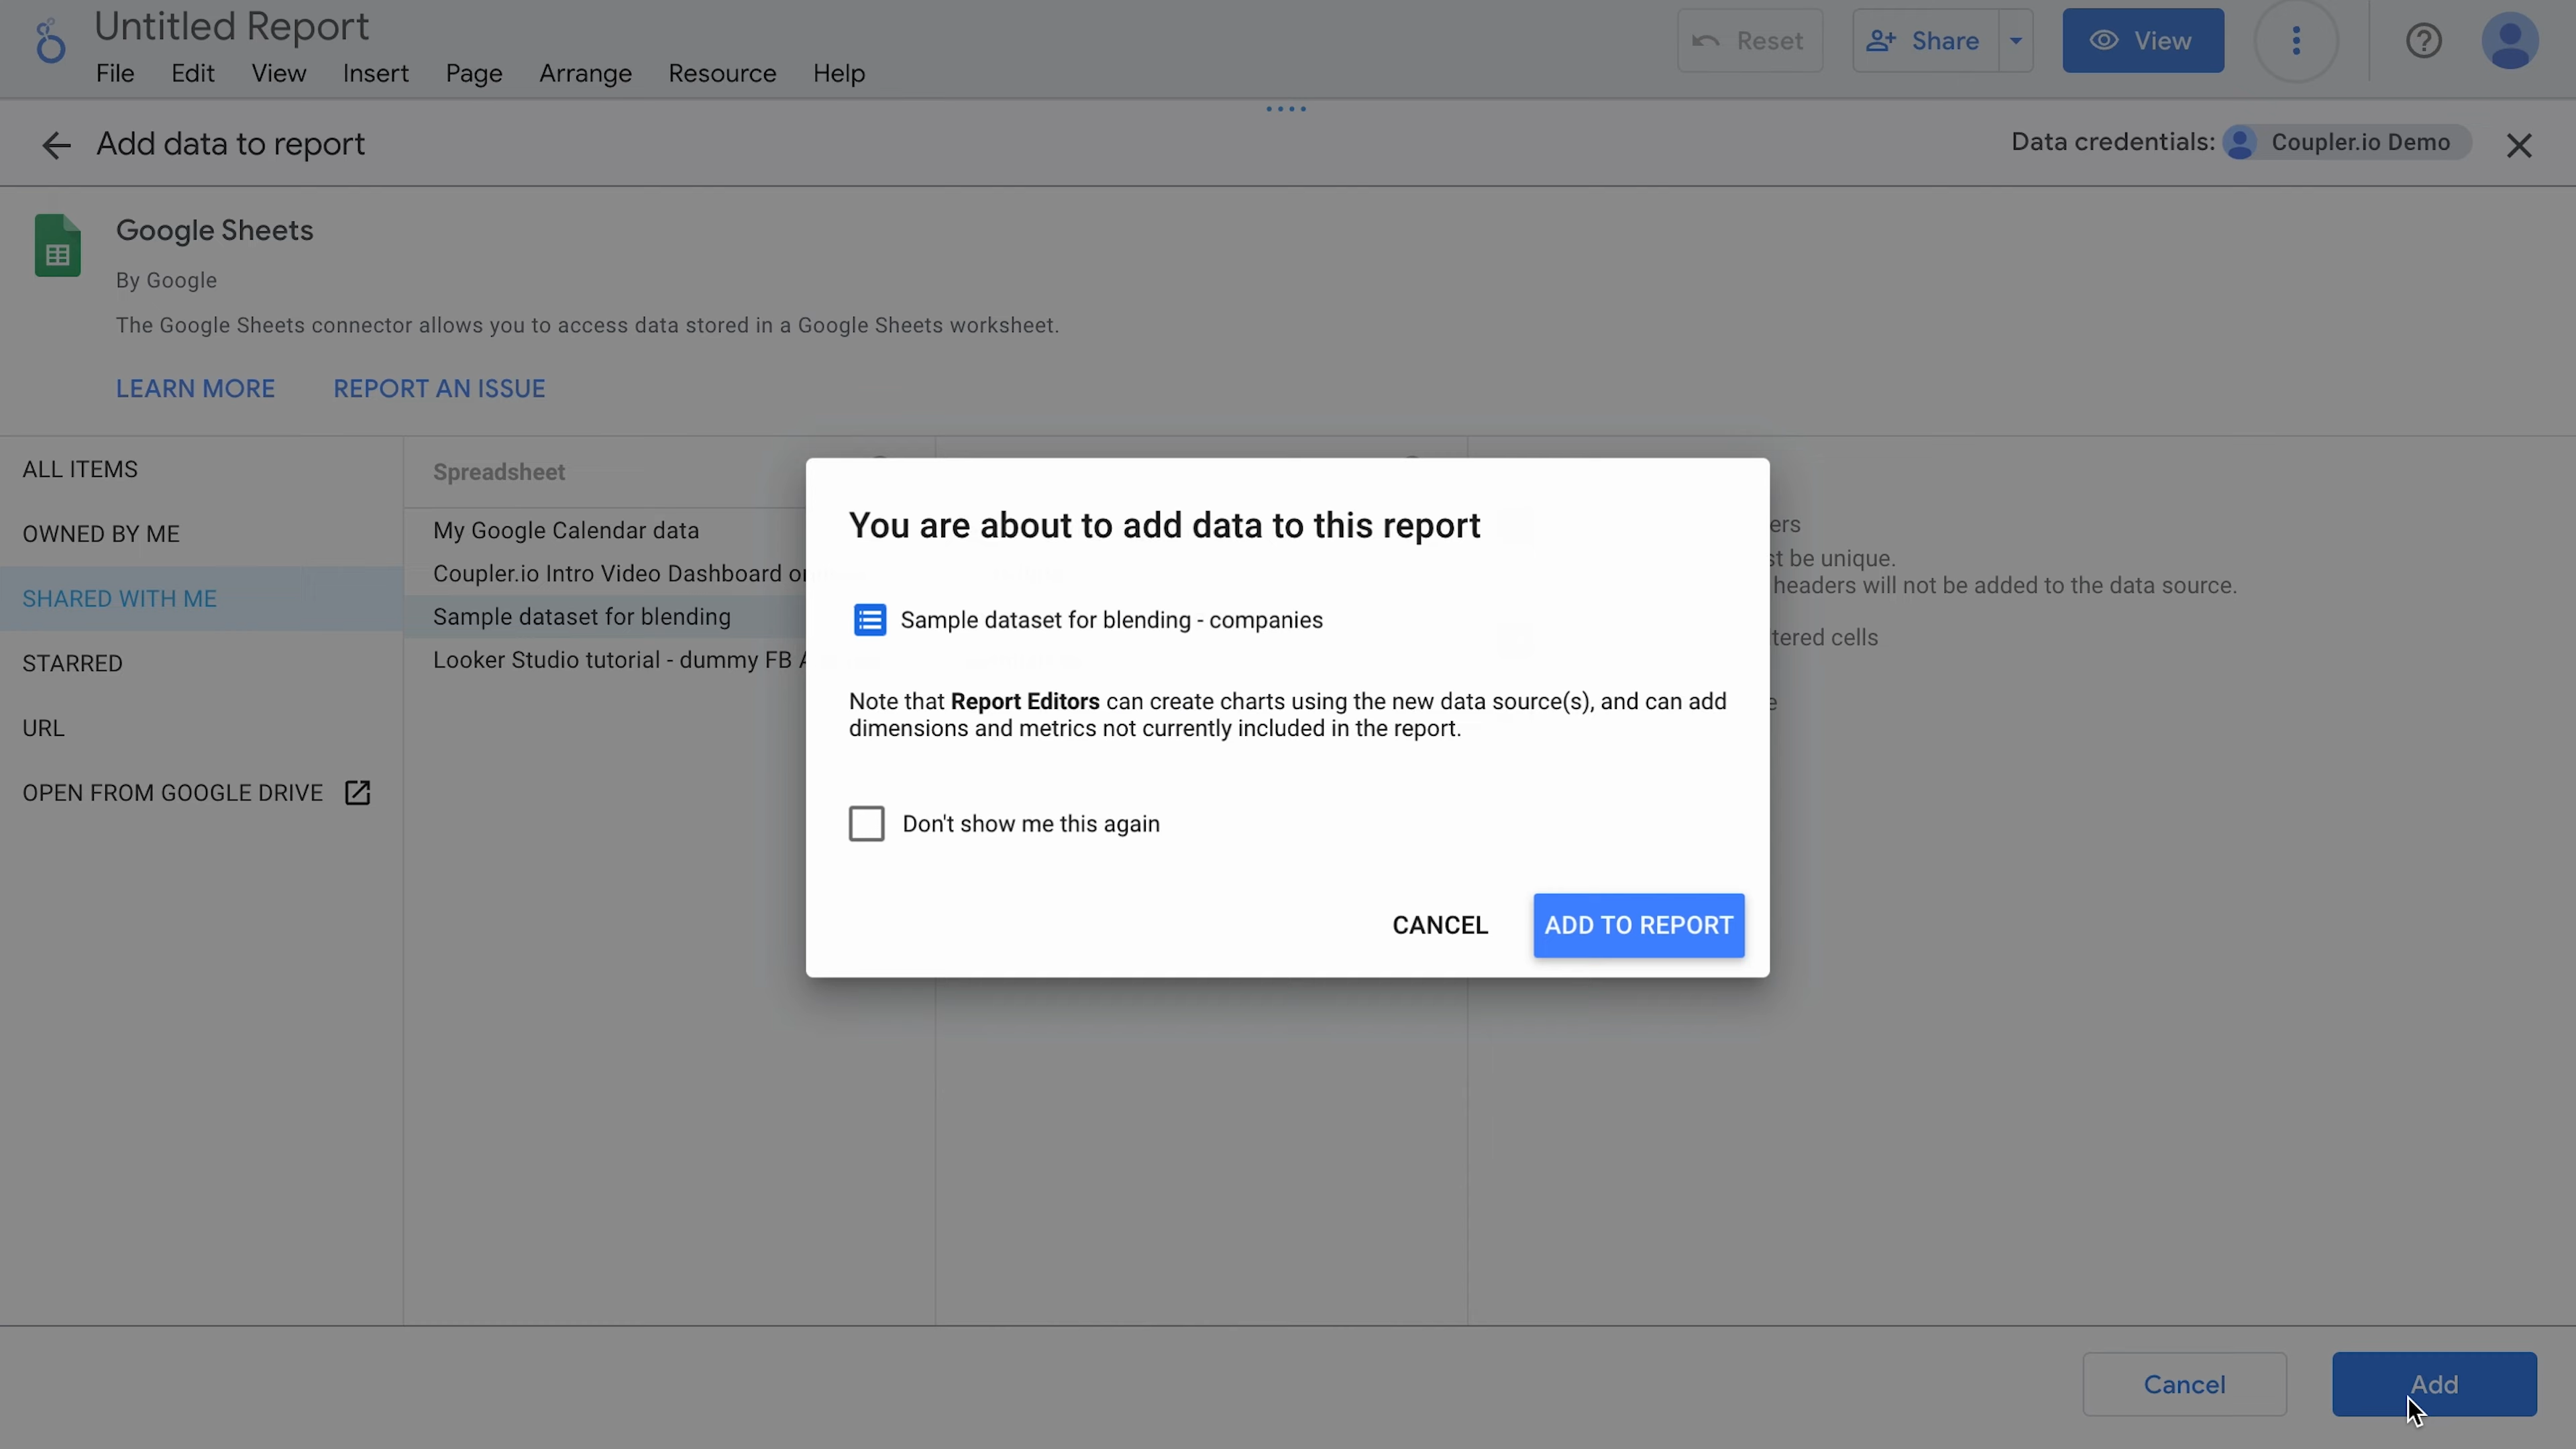 Untitled Report
File Edit View Insert Page Arrange Resource Help
Reset Share View
Add data to report
Data credentials: Coupler.io Demo
Google Sheets
By Google
The Google Sheets connector allows you to access data stored in a Google Sheets worksheet.
LEARN MORE REPORT AN ISSUE
ALL ITEMS
OWNED BY ME
SHARED WITH ME
STARRED
URL
OPEN FROM GOOGLE DRIVE
Spreadsheet
My Google Calendar data
Coupler.io Intro Video Dashboard
Sample dataset for blending
Looker Studio tutorial - dummy FB
You are about to add data to this report
Sample dataset for blending - companies
Note that Report Editors can create charts using the new data source(s), and can add
dimensions and metrics not currently included in the report.
Don't show me this again
CANCEL ADD TO REPORT
be unique.
headers will not be added to the data source.
cells
Cancel Add